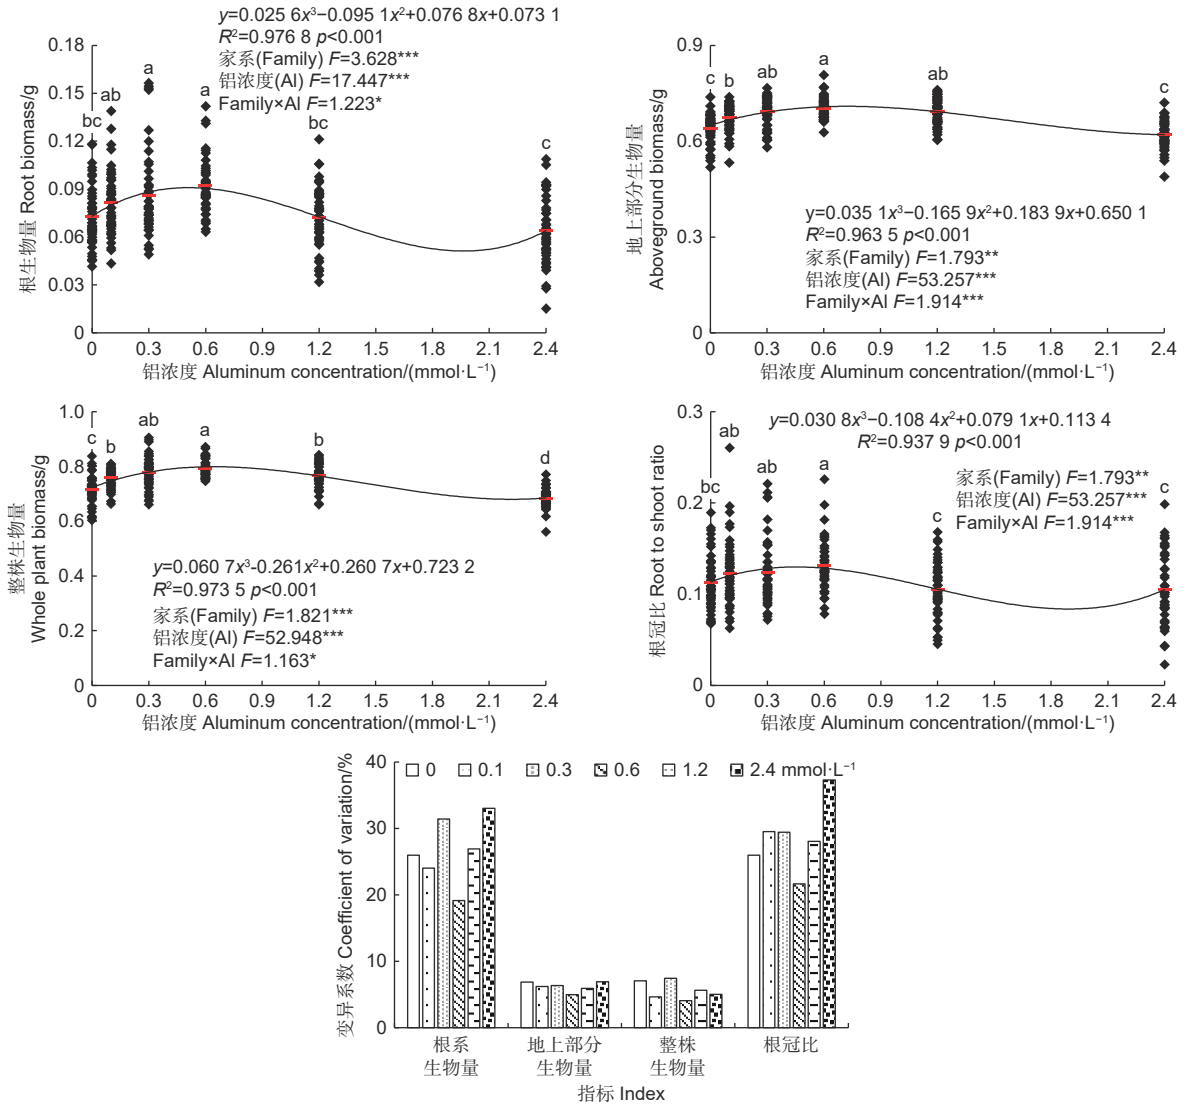 y=0.025 6x³−0.095 1x²+0.076 8x+0.073 1
R²=0.976 8 p<0.001
家系(Family) F=3.628***
铝浓度(Al) F=17.447***
Family×Al F=1.223*
0.18
0.15
0.12
0.09
0.06
0.03
0
根生物量 Root biomass/g
bc
ab
a
a
bc
c
0 0.3 0.6 0.9 1.2 1.5 1.8 2.1 2.4
铝浓度 Aluminum concentration/(mmol·L⁻¹)
0.9
0.6
0.3
0
地上部分生物量
Aboveground biomass/g
c
b
ab
a
ab
c
y=0.035 1x³−0.165 9x²+0.183 9x+0.650 1
R²=0.963 5 p<0.001
家系(Family) F=1.793**
铝浓度(Al) F=53.257***
Family×Al F=1.914***
0 0.3 0.6 0.9 1.2 1.5 1.8 2.1 2.4
铝浓度 Aluminum concentration/(mmol·L⁻¹)
1.0
0.8
0.6
0.4
0.2
0
整株生物量
Whole plant biomass/g
c
b
ab
a
b
d
y=0.060 7x³-0.261x²+0.260 7x+0.723 2
R²=0.973 5 p<0.001
家系(Family) F=1.821***
铝浓度(Al) F=52.948***
Family×Al F=1.163*
0 0.3 0.6 0.9 1.2 1.5 1.8 2.1 2.4
铝浓度 Aluminum concentration/(mmol·L⁻¹)
0.3
0.2
0.1
0
根冠比 Root to shoot ratio
bc
ab
ab
a
c
c
y=0.030 8x³−0.108 4x²+0.079 1x+0.113 4
R²=0.937 9 p<0.001
家系(Family) F=1.793**
铝浓度(Al) F=53.257***
Family×Al F=1.914***
0 0.3 0.6 0.9 1.2 1.5 1.8 2.1 2.4
铝浓度 Aluminum concentration/(mmol·L⁻¹)
40
30
20
10
0
变异系数 Coefficient of variation/%
0 0.1 0.3 0.6 1.2 2.4 mmol·L⁻¹
根系 地上部分 整株 根冠比
生物量 生物量 生物量
指标 Index